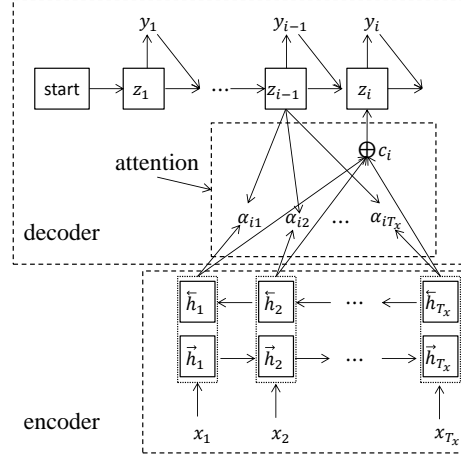 y₁ yᵢ₋₁ yᵢ
start z₁ ... zᵢ₋₁ zᵢ
⊕ cᵢ
attention
αᵢ₁ αᵢ₂ ... αᵢTₓ
decoder
←h₁ ←h₂ ... ←hTₓ
→h₁ →h₂ ... →hTₓ
encoder
x₁ x₂ xTₓ